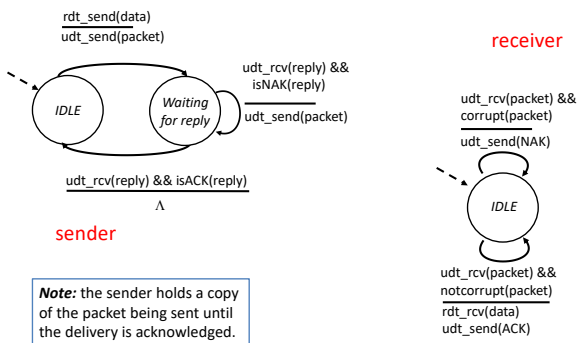 rdt_send(data)
udt_send(packet)
IDLE
Waiting
for reply
udt_rcv(reply) &&
isNAK(reply)
udt_send(packet)
udt_rcv(reply) && isACK(reply)
Λ
sender
Note: the sender holds a copy
of the packet being sent until
the delivery is acknowledged.
receiver
udt_rcv(packet) &&
corrupt(packet)
udt_send(NAK)
IDLE
udt_rcv(packet) &&
notcorrupt(packet)
rdt_rcv(data)
udt_send(ACK)